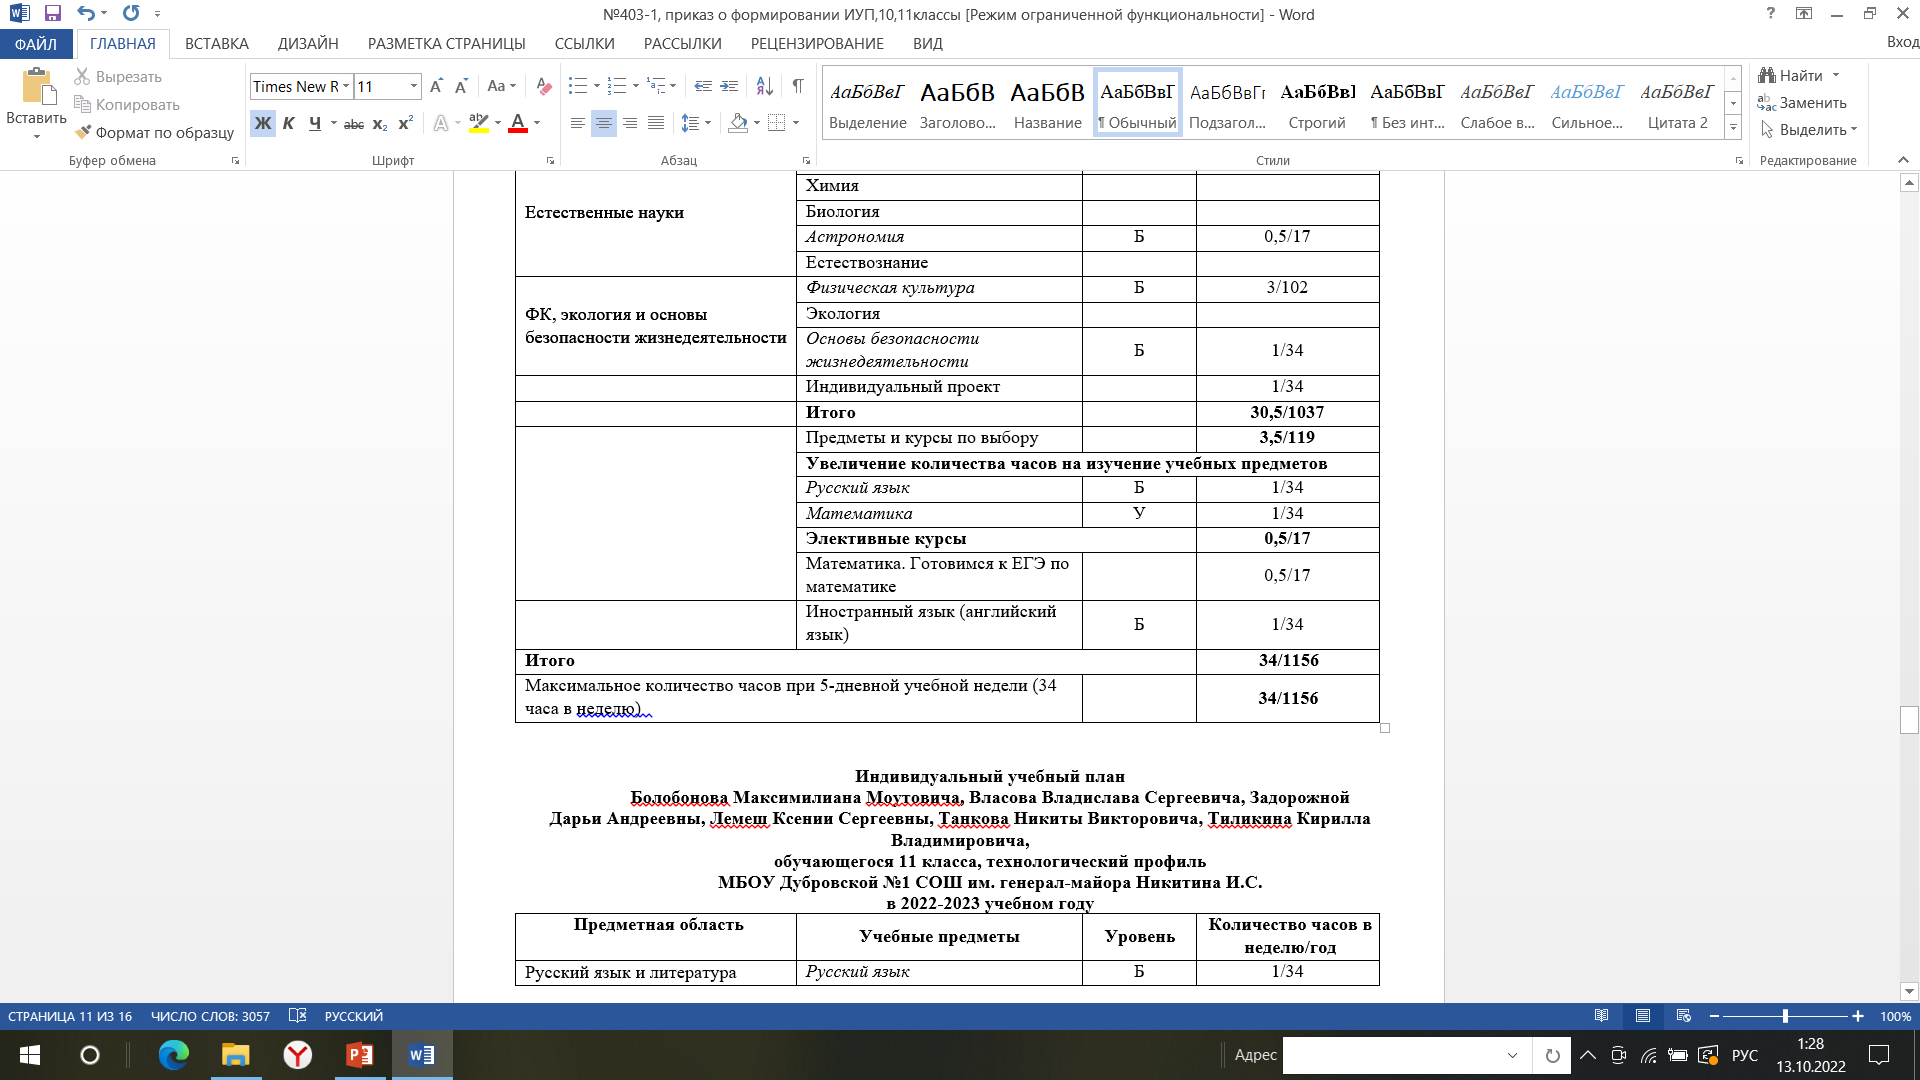 №403-1, приказ о формировании ИУП,10,11классы [Режим ограниченной функциональности] - Word
ФАЙЛ ГЛАВНАЯ ВСТАВКА ДИЗАЙН РАЗМЕТКА СТРАНИЦЫ ССЫЛКИ РАССЫЛКИ РЕЦЕНЗИРОВАНИЕ ВИД Вход
Вставить
Вырезать
Копировать
Формат по образцу
Буфер обмена
Times New R 11
Шрифт
Абзац
АаБбВвГ АаБбВ АаБбВ АаБбВвГ АаБбВвГг АаБбВвІ АаБбВвГ АаБбВвГ АаБбВвГ АаБбВвГ
Выделение Заголово... Название ¶ Обычный Подзагол... Строгий ¶ Без инт... Слабое в... Сильное... Цитата 2
Стили
Найти
Заменить
Выделить
Редактирование
Естественные науки
Химия
Биология
Астрономия Б 0,5/17
Естествознание
ФК, экология и основы
безопасности жизнедеятельности
Физическая культура Б 3/102
Экология
Основы безопасности
жизнедеятельности Б 1/34
Индивидуальный проект 1/34
Итого 30,5/1037
Предметы и курсы по выбору 3,5/119
Увеличение количества часов на изучение учебных предметов
Русский язык Б 1/34
Математика У 1/34
Элективные курсы 0,5/17
Математика. Готовимся к ЕГЭ по
математике 0,5/17
Иностранный язык (английский
язык) Б 1/34
Итого 34/1156
Максимальное количество часов при 5-дневной учебной недели (34
часа в неделю) 34/1156
Индивидуальный учебный план
Болобонова Максимилиана Моутовича, Власова Владислава Сергеевича, Задорожной
Дарьи Андреевны, Лемеш Ксении Сергеевны, Танкова Никиты Викторовича, Тиликина Кирилла
Владимировича,
обучающегося 11 класса, технологический профиль
МБОУ Дубровской №1 СОШ им. генерал-майора Никитина И.С.
в 2022-2023 учебном году
Предметная область Учебные предметы Уровень Количество часов в
неделю/год
Русский язык и литература Русский язык Б 1/34
СТРАНИЦА 11 ИЗ 16 ЧИСЛО СЛОВ: 3057 РУССКИЙ 100%
Адрес РУС 1:28
13.10.2022